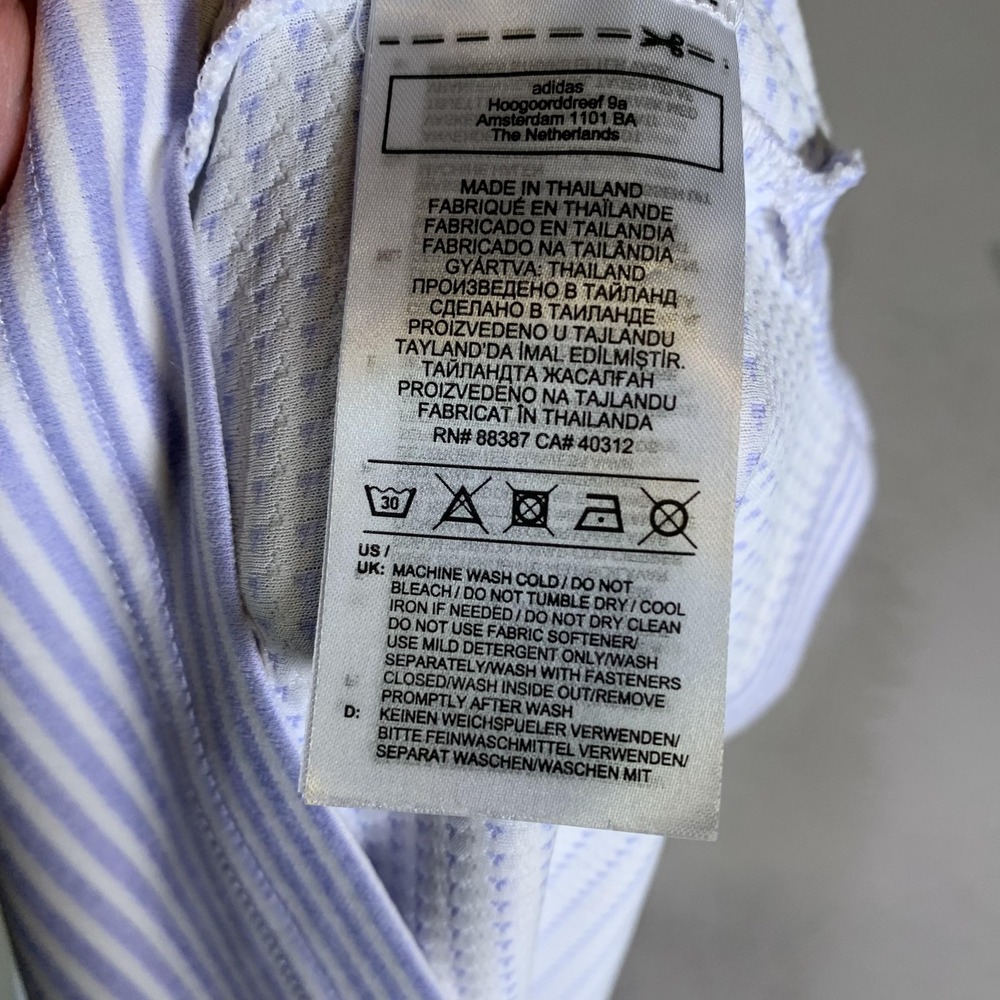 adidas
Hoogoorddreef 9a
Amsterdam 1101 BA
The Netherlands
MADE IN THAILAND
FABRIQUÉ EN THAÏLANDE
FABRICADO EN TAILANDIA
FABRICADO NA TAILÂNDIA
GYÁRTVA: THAILAND
ПРОИЗВЕДЕНО В ТАЙЛАНД
СДЕЛАНО В ТАИЛАНДЕ
PROIZVEDENO U TAJLANDU
TAYLAND'DA İMAL EDİLMİŞTİR.
ТАЙЛАНДТА ЖАСАЛҒАН
PROIZVEDENO NA TAJLANDU
FABRICAT ÎN THAILANDA
RN# 88387 CA# 40312
30
US /
UK: MACHINE WASH COLD / DO NOT
BLEACH / DO NOT TUMBLE DRY / COOL
IRON IF NEEDED / DO NOT DRY CLEAN
DO NOT USE FABRIC SOFTENER/
USE MILD DETERGENT ONLY/WASH
SEPARATELY/WASH WITH FASTENERS
CLOSED/WASH INSIDE OUT/REMOVE
PROMPTLY AFTER WASH
D: KEINEN WEICHSPUELER VERWENDEN/
BITTE FEINWASCHMITTEL VERWENDEN/
SEPARAT WASCHEN/WASCHEN MIT